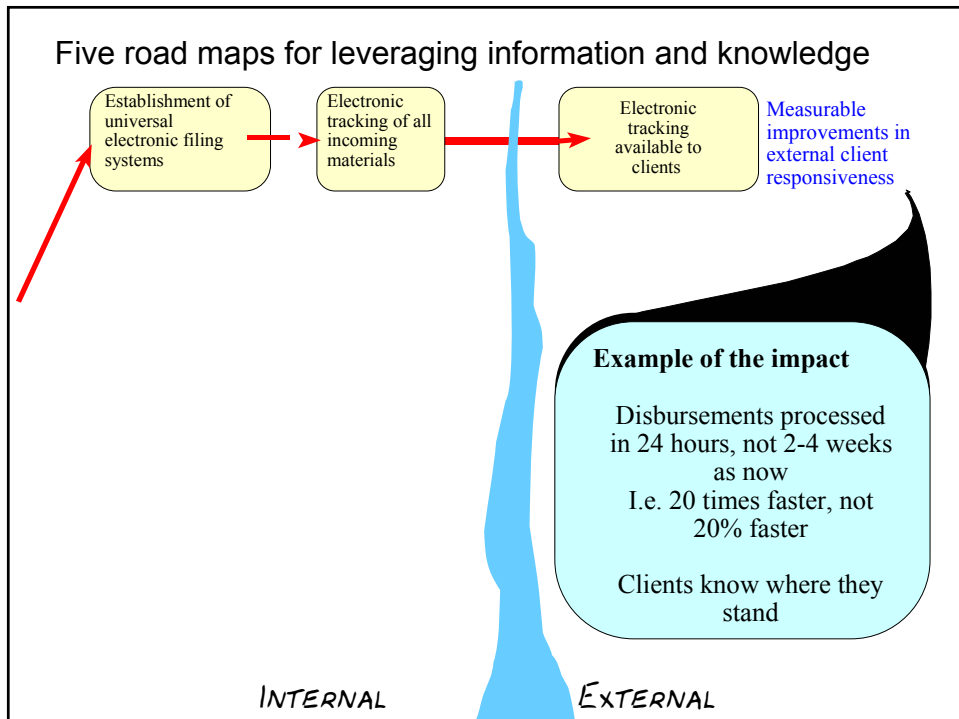 Five road maps for leveraging information and knowledge
Establishment of
universal
electronic filing
systems
Electronic
tracking of all
incoming
materials
Electronic
tracking
available to
clients
Measurable
improvements in
external client
responsiveness
Example of the impact
Disbursements processed
in 24 hours, not 2-4 weeks
as now
I.e. 20 times faster, not
20% faster
Clients know where they
stand
INTERNAL
EXTERNAL